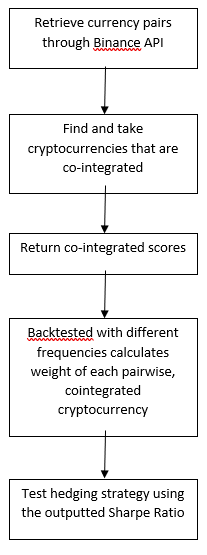 Retrieve currency pairs
through Binance API
Find and take
cryptocurrencies that are
co-integrated
Return co-integrated scores
Backtested with different
frequencies calculates
weight of each pairwise,
cointegrated
cryptocurrency
Test hedging strategy using
the outputted Sharpe Ratio